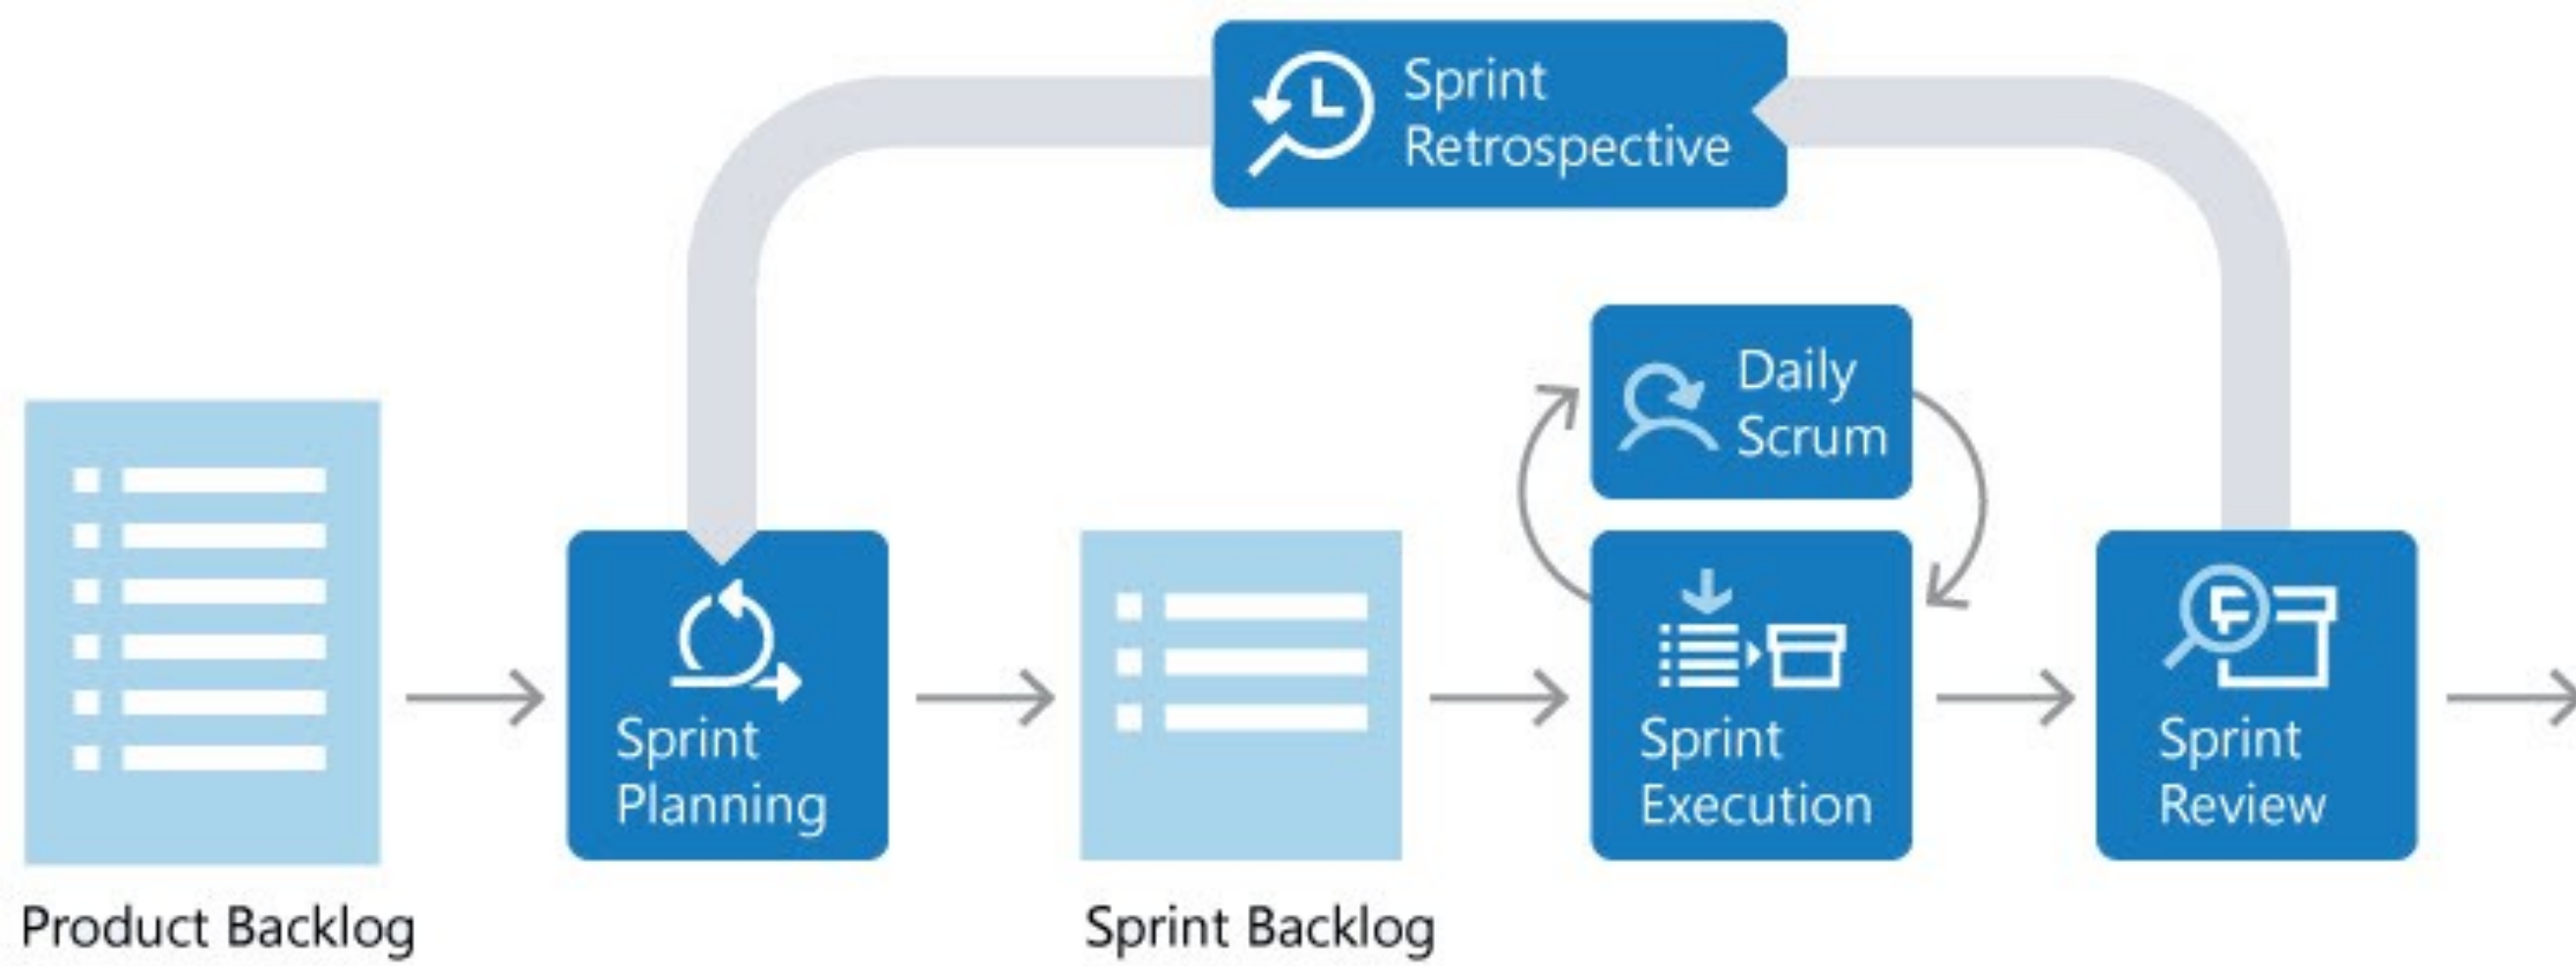 Sprint
Retrospective
Daily
Scrum
Sprint
Planning
Sprint
Execution
Sprint
Review
Product Backlog
Sprint Backlog